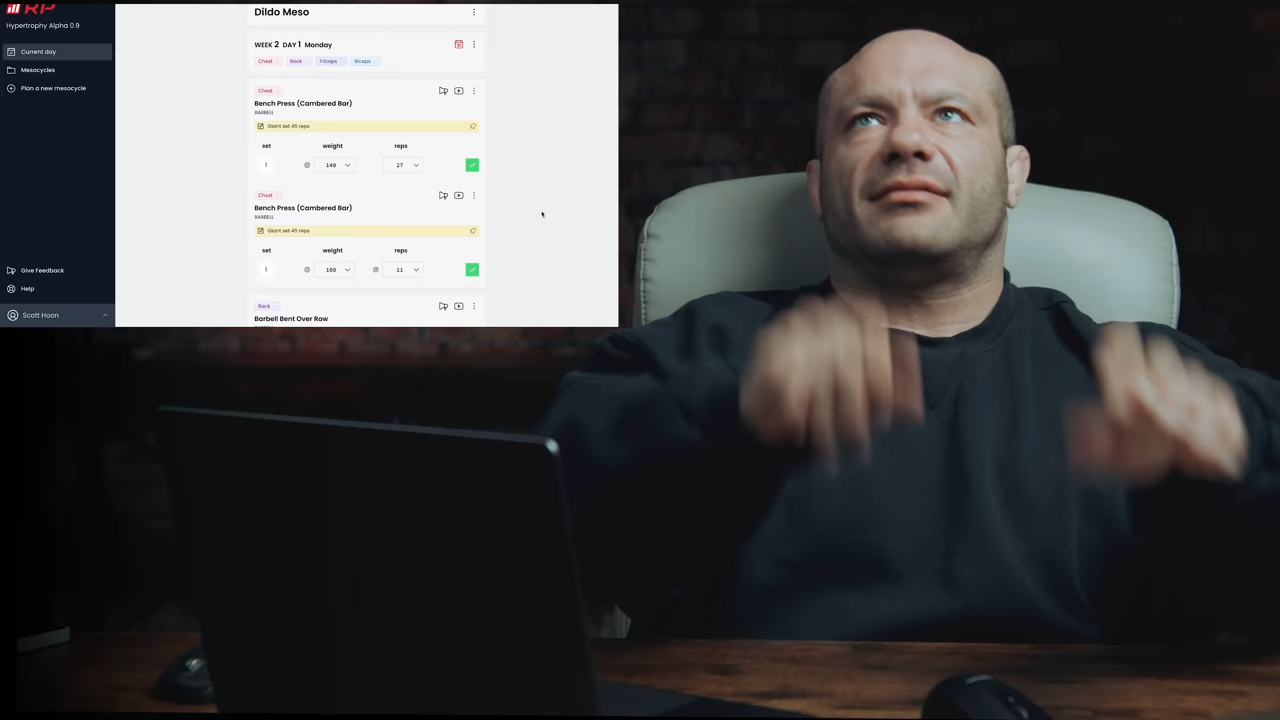 RP
Hypertrophy Alpha 0.9
Current day
Mesocycles
Plan a new mesocycle
Give Feedback
Help
Scott Hoon
Dildo Meso
WEEK 2 DAY 1 Monday
Chest Back Triceps Biceps
Chest
Bench Press (Cambered Bar)
BARBELL
Giant set 45 reps
set weight reps
1 @ 140 27
Chest
Bench Press (Cambered Bar)
BARBELL
Giant set 45 reps
set weight reps
1 @ 100 @ 11
Back
Barbell Bent Over Row